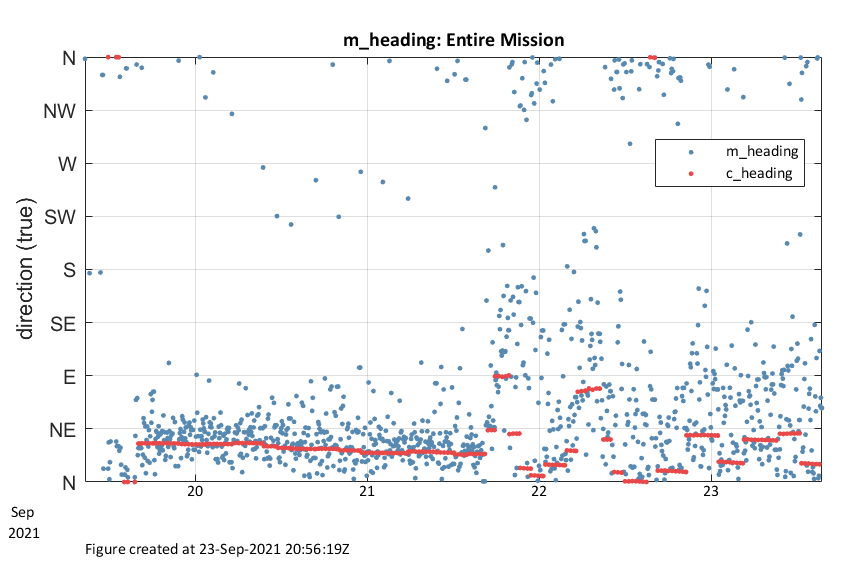 m_heading: Entire Mission
direction (true)
N
NW
W
SW
S
SE
E
NE
N
m_heading
c_heading
20
21
22
23
Sep
2021
Figure created at 23-Sep-2021 20:56:19Z